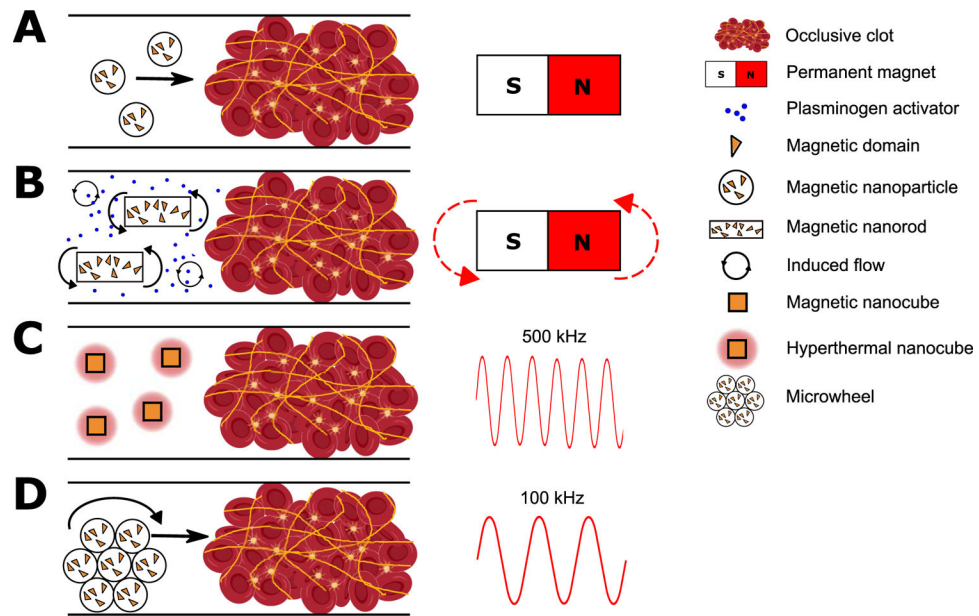 A
S N
B
S N
C
500 kHz
D
100 kHz
Occlusive clot
S N
Permanent magnet
Plasminogen activator
Magnetic domain
Magnetic nanoparticle
Magnetic nanorod
Induced flow
Magnetic nanocube
Hyperthermal nanocube
Microwheel